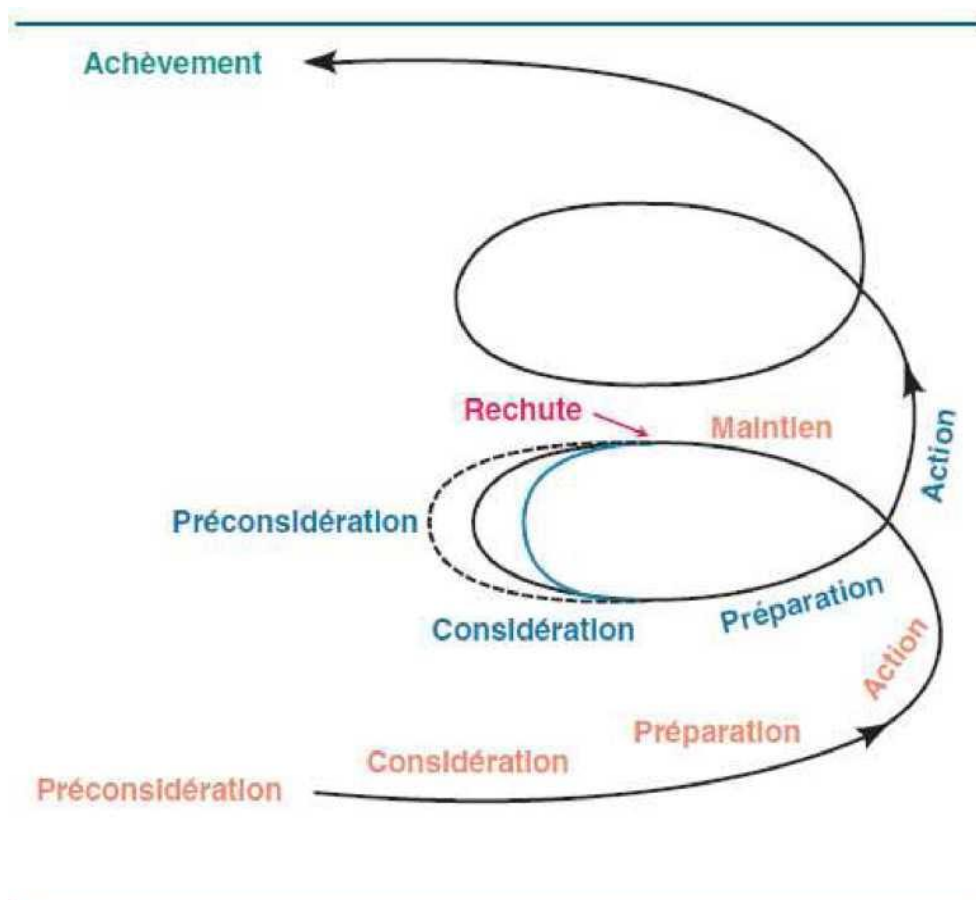 Achèvement
Rechute
Maintien
Action
Préconsidération
Préparation
Considération
Action
Préparation
Considération
Préconsidération